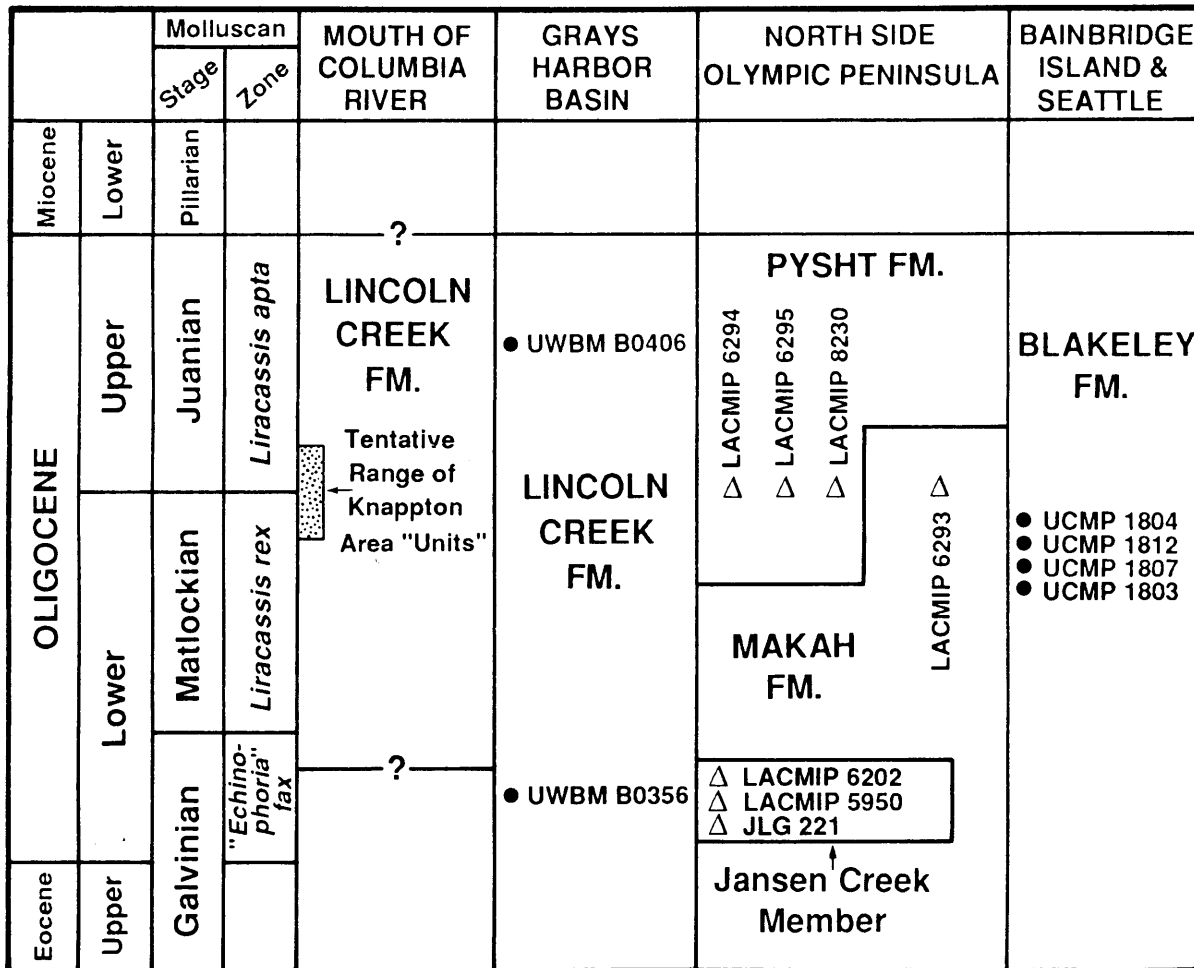 Molluscan
Stage
Zone
MOUTH OF
COLUMBIA
RIVER
GRAYS
HARBOR
BASIN
NORTH SIDE
OLYMPIC PENINSULA
BAINBRIDGE
ISLAND &
SEATTLE
Miocene
Lower
Pillarian
?
OLIGOCENE
Upper
Juanian
Liracassis apta
LINCOLN
CREEK
FM.
Tentative
Range of
Knappton
Area "Units"
UWBM B0406
LINCOLN
CREEK
FM.
PYSHT FM.
Δ LACMIP 6294
Δ LACMIP 6295
Δ LACMIP 8230
LACMIP 6293 Δ
BLAKELEY
FM.
● UCMP 1804
● UCMP 1812
● UCMP 1807
● UCMP 1803
Lower
Matlockian
Liracassis rex
MAKAH
FM.
Galvinian
"Echino-
phoria"
fax
?
● UWBM B0356
Δ LACMIP 6202
Δ LACMIP 5950
Δ JLG 221
Jansen Creek
Member
Eocene
Upper